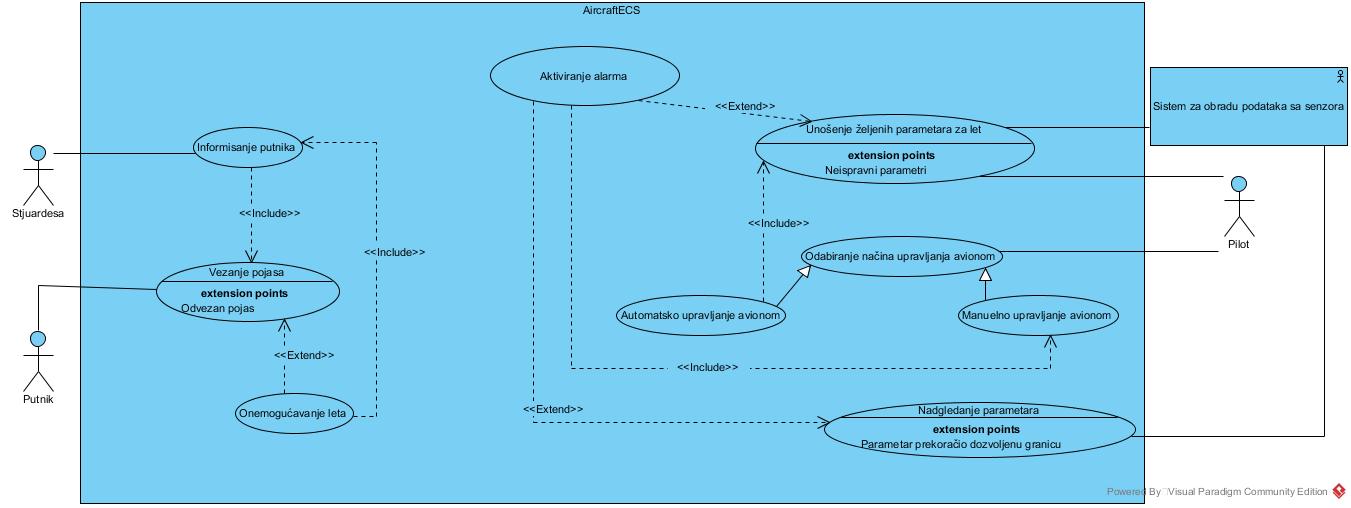 AircraftECS
Aktiviranje alarma
<<Extend>>
Sistem za obradu podataka sa senzora
Unošenje željenih parametara za let
extension points
Neispravni parametri
Informisanje putnika
Stjuardesa
<<Include>>
<<Include>>
<<Include>>
Pilot
Odabiranje načina upravljanja avionom
Vezanje pojasa
extension points
Odvezan pojas
Automatsko upravljanje avionom
Manuelno upravljanje avionom
<<Extend>>
<<Include>>
Putnik
Onemogućavanje leta
<<Extend>>
Nadgledanje parametara
extension points
Parametar prekoračio dozvoljenu granicu
Powered By Visual Paradigm Community Edition